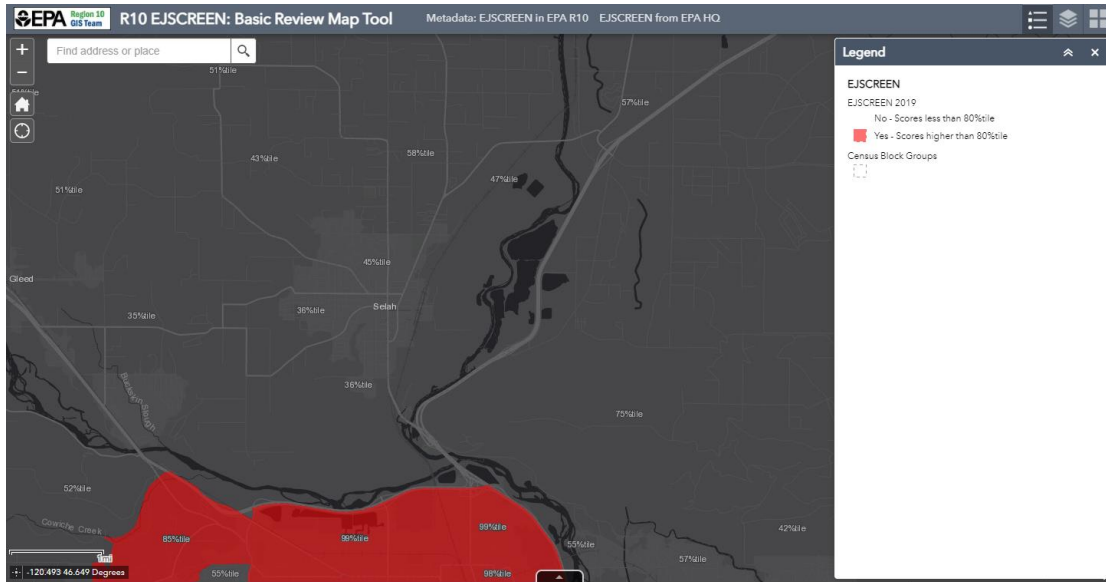 EPA Region 10 GIS Team
R10 EJSCREEN: Basic Review Map Tool
Metadata: EJSCREEN in EPA R10 EJSCREEN from EPA HQ
+
−
Find address or place
Legend
EJSCREEN
EJSCREEN 2019
No - Scores less than 80%tile
Yes - Scores higher than 80%tile
Census Block Groups
51%tile
57%tile
58%tile
43%tile
47%tile
51%tile
45%tile
Gleed
36%tile
Selah
35%tile
36%tile
75%tile
52%tile
Cowiche Creek
85%tile
99%tile
42%tile
55%tile
57%tile
55%tile
98%tile
1mi
-120.493 46.649 Degrees